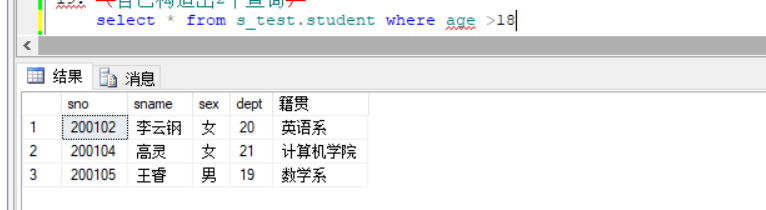 select * from s_test.student where age >18
结果 消息
sno sname sex dept 籍贯
1 200102 李云钢 女 20 英语系
2 200104 高灵 女 21 计算机学院
3 200105 王睿 男 19 数学系